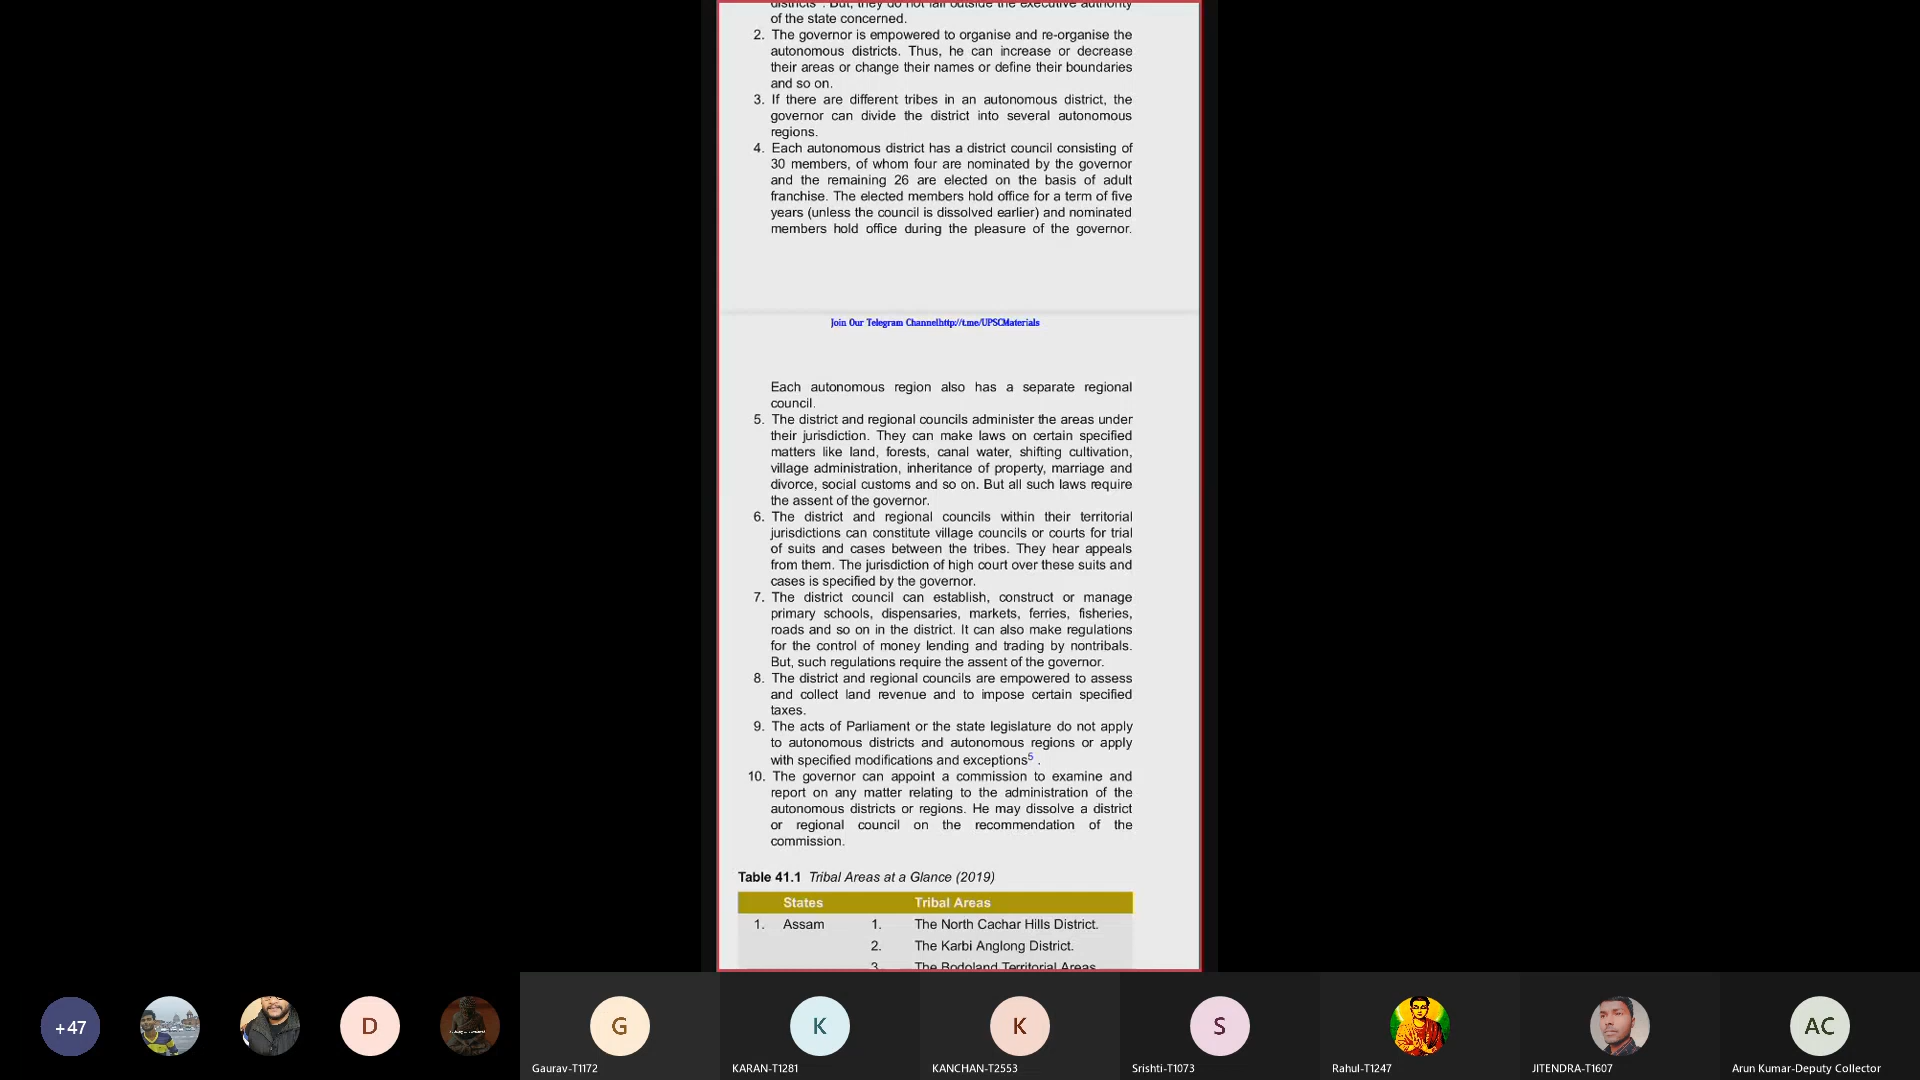 districts⁴. But, they do not fall outside the executive authority
of the state concerned.
2. The governor is empowered to organise and re-organise the
autonomous districts. Thus, he can increase or decrease
their areas or change their names or define their boundaries
and so on.
3. If there are different tribes in an autonomous district, the
governor can divide the district into several autonomous
regions.
4. Each autonomous district has a district council consisting of
30 members, of whom four are nominated by the governor
and the remaining 26 are elected on the basis of adult
franchise. The elected members hold office for a term of five
years (unless the council is dissolved earlier) and nominated
members hold office during the pleasure of the governor.
Join Our Telegram Channelhttp://t.me/UPSCMaterials
Each autonomous region also has a separate regional
council.
5. The district and regional councils administer the areas under
their jurisdiction. They can make laws on certain specified
matters like land, forests, canal water, shifting cultivation,
village administration, inheritance of property, marriage and
divorce, social customs and so on. But all such laws require
the assent of the governor.
6. The district and regional councils within their territorial
jurisdictions can constitute village councils or courts for trial
of suits and cases between the tribes. They hear appeals
from them. The jurisdiction of high court over these suits and
cases is specified by the governor.
7. The district council can establish, construct or manage
primary schools, dispensaries, markets, ferries, fisheries,
roads and so on in the district. It can also make regulations
for the control of money lending and trading by nontribals.
But, such regulations require the assent of the governor.
8. The district and regional councils are empowered to assess
and collect land revenue and to impose certain specified
taxes.
9. The acts of Parliament or the state legislature do not apply
to autonomous districts and autonomous regions or apply
with specified modifications and exceptions⁵ .
10. The governor can appoint a commission to examine and
report on any matter relating to the administration of the
autonomous districts or regions. He may dissolve a district
or regional council on the recommendation of the
commission.
Table 41.1 Tribal Areas at a Glance (2019)
States Tribal Areas
1. Assam 1. The North Cachar Hills District.
2. The Karbi Anglong District.
3. The Bodoland Territorial Areas
+47 D G K K S AC
Gaurav-T1172 KARAN-T1281 KANCHAN-T2553 Srishti-T1073 Rahul-T1247 JITENDRA-T1607 Arun Kumar-Deputy Collector